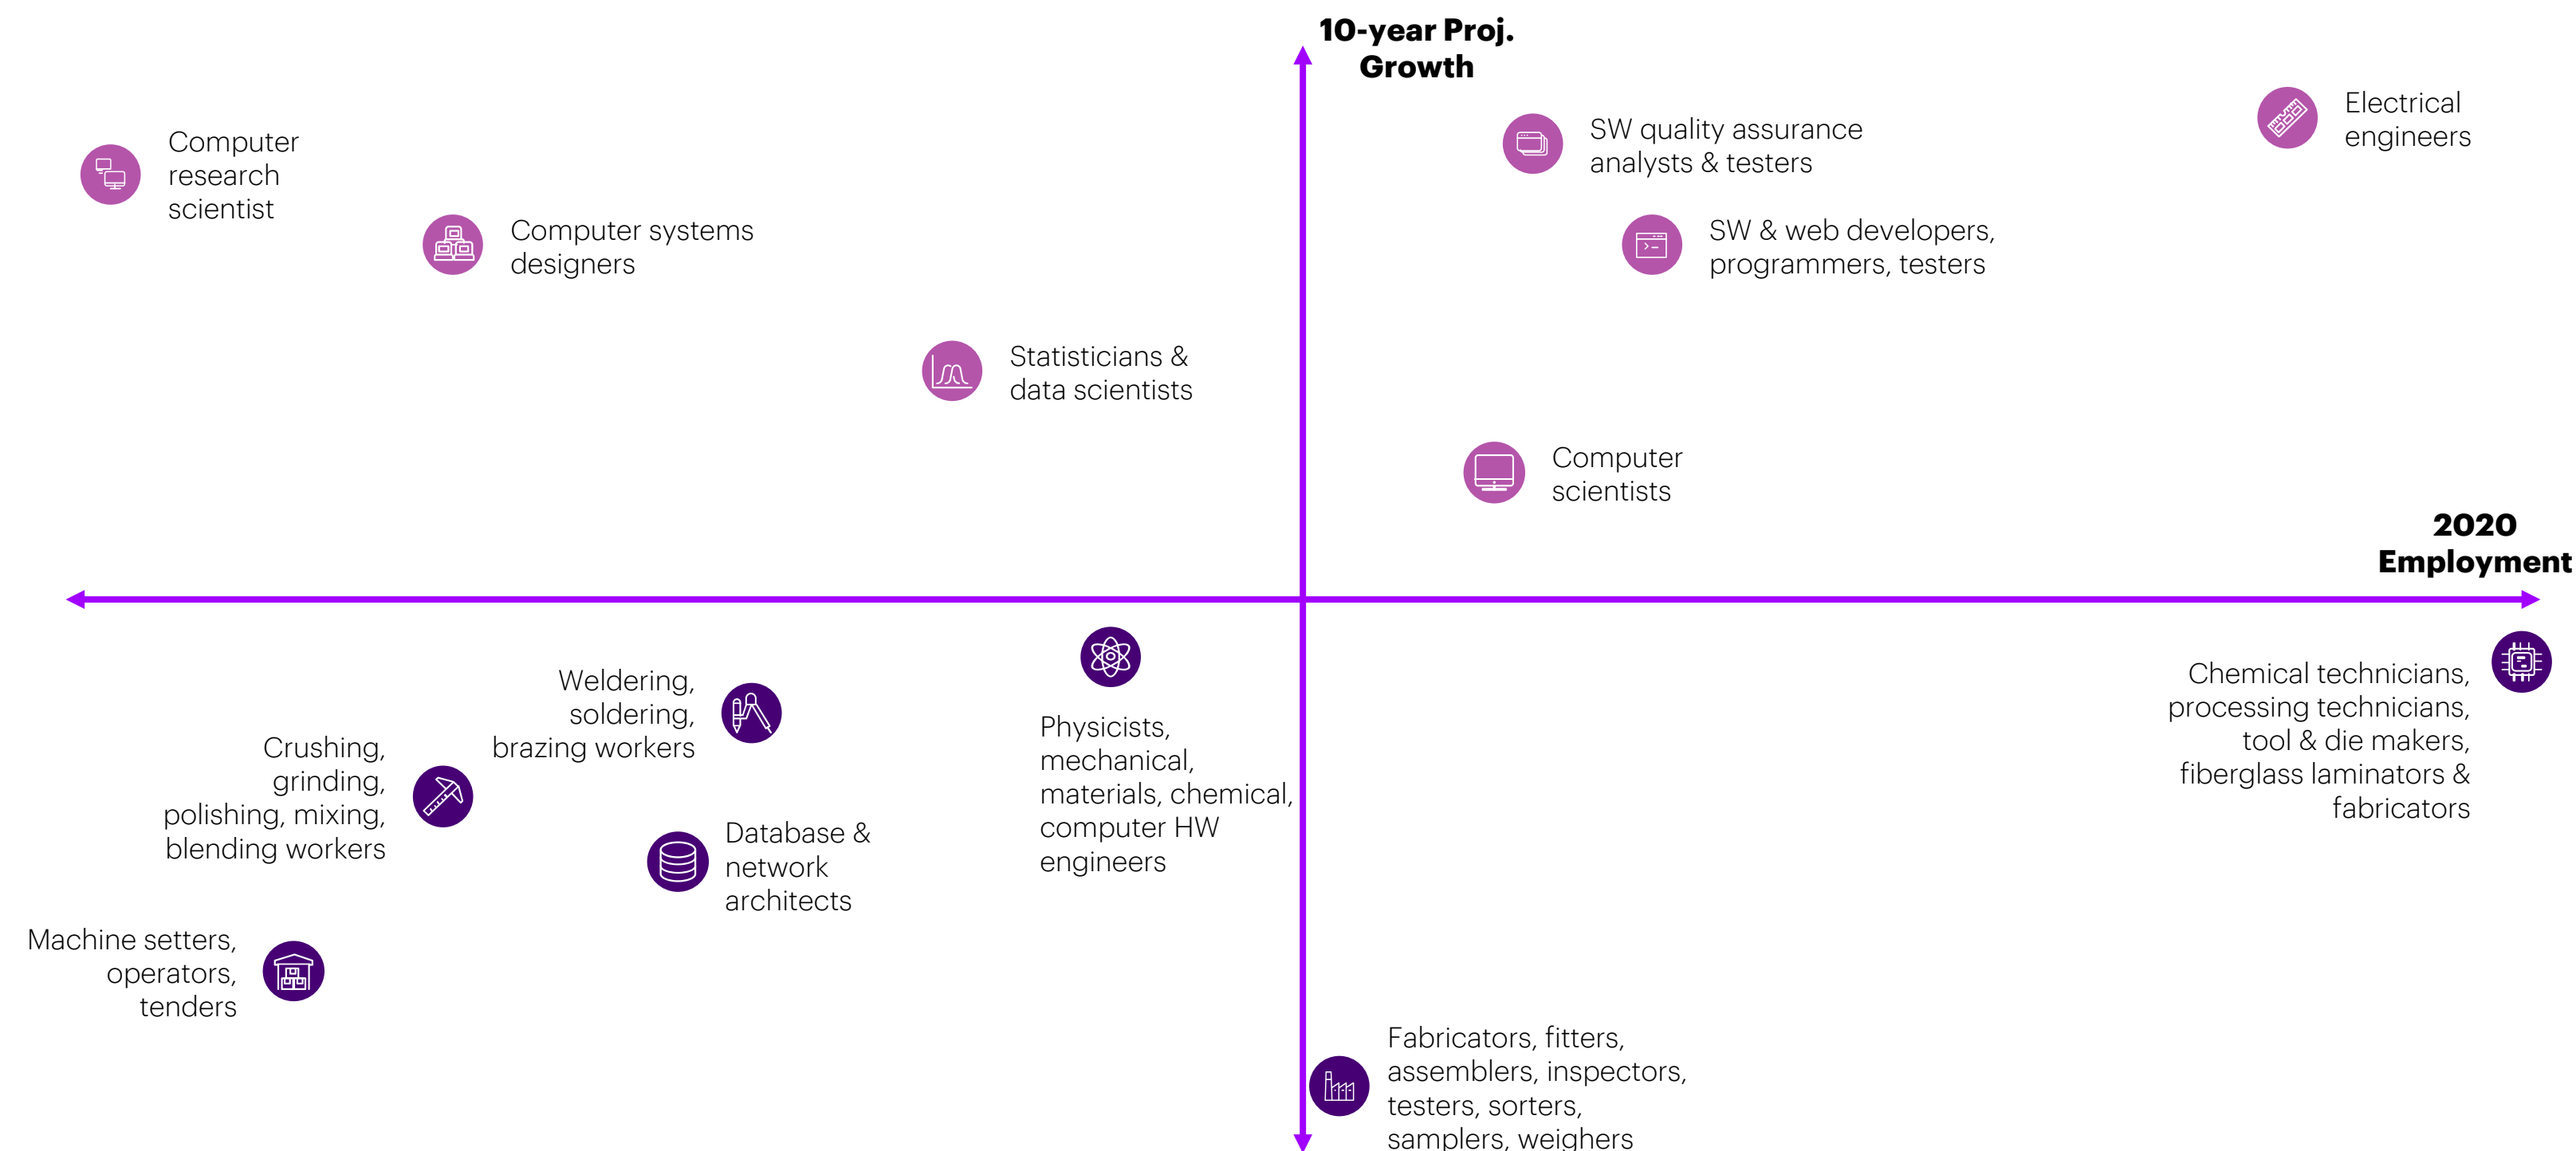 10-year Proj.
Growth
Computer
research
scientist
Computer systems
designers
Statisticians &
data scientists
SW quality assurance
analysts & testers
SW & web developers,
programmers, testers
Electrical
engineers
Computer
scientists
2020
Employment
Weldering,
soldering,
brazing workers
Crushing,
grinding,
polishing, mixing,
blending workers
Database &
network
architects
Machine setters,
operators,
tenders
Physicists,
mechanical,
materials, chemical,
computer HW
engineers
Chemical technicians,
processing technicians,
tool & die makers,
fiberglass laminators &
fabricators
Fabricators, fitters,
assemblers, inspectors,
testers, sorters,
samplers, weighers